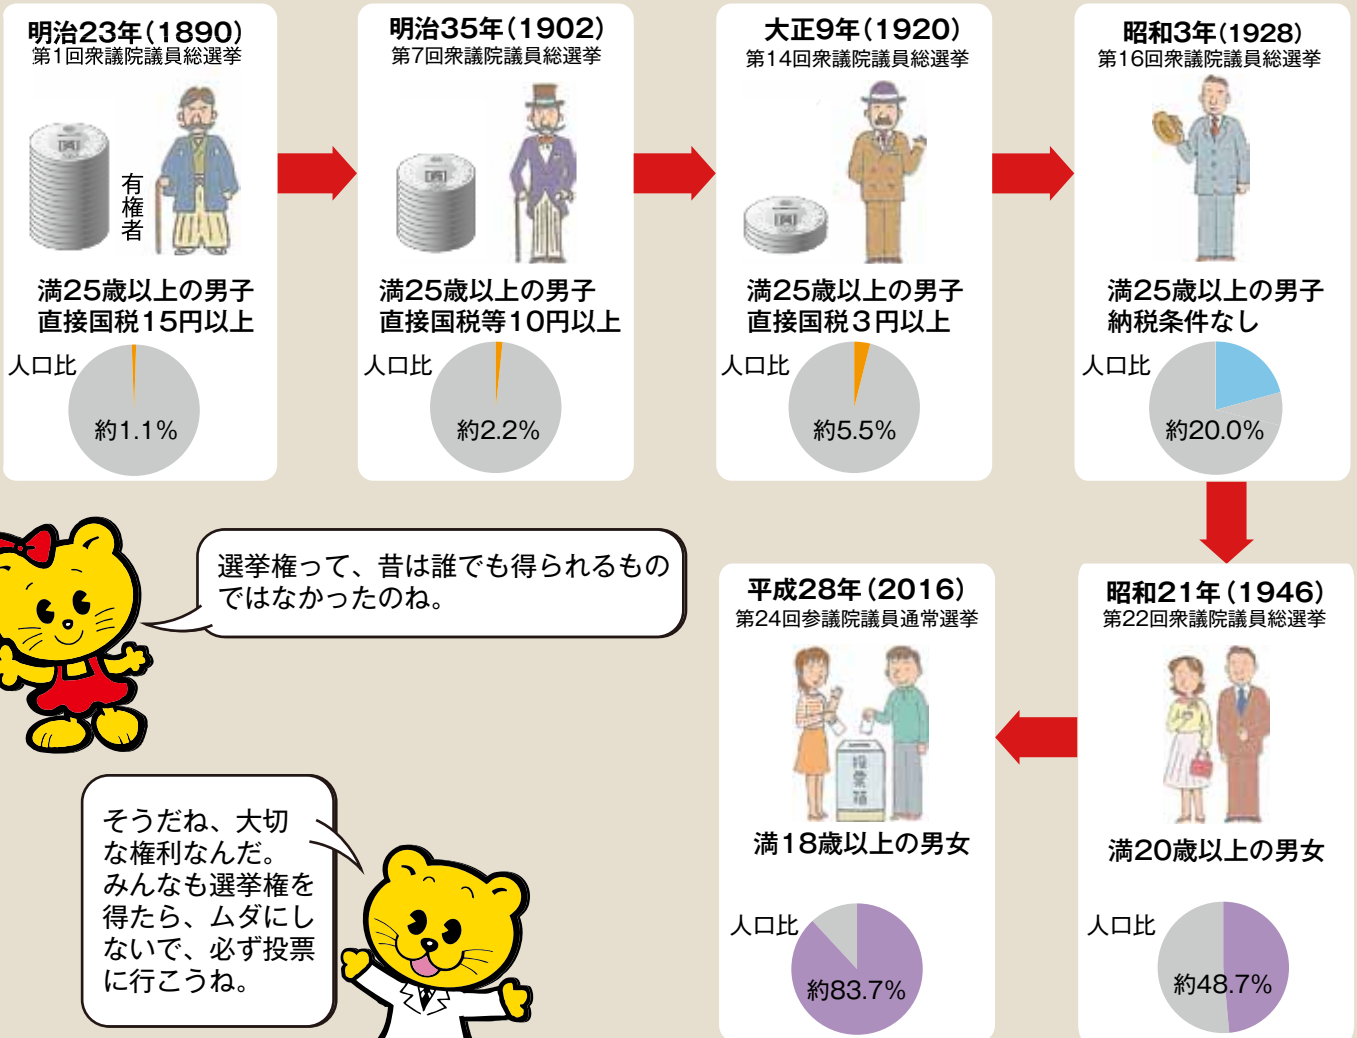 明治23年(1890)
第1回衆議院議員総選挙
有権者
満25歳以上の男子
直接国税15円以上
人口比
約1.1%
明治35年(1902)
第7回衆議院議員総選挙
満25歳以上の男子
直接国税等10円以上
人口比
約2.2%
大正9年(1920)
第14回衆議院議員総選挙
満25歳以上の男子
直接国税3円以上
人口比
約5.5%
昭和3年(1928)
第16回衆議院議員総選挙
満25歳以上の男子
納税条件なし
人口比
約20.0%
昭和21年(1946)
第22回衆議院議員総選挙
満20歳以上の男女
人口比
約48.7%
平成28年(2016)
第24回参議院議員通常選挙
投票箱
満18歳以上の男女
人口比
約83.7%
選挙権って、昔は誰でも得られるもの
ではなかったのね。
そうだね、大切
な権利なんだ。
みんなも選挙権を
得たら、ムダにし
ないで、必ず投票
に行こうね。